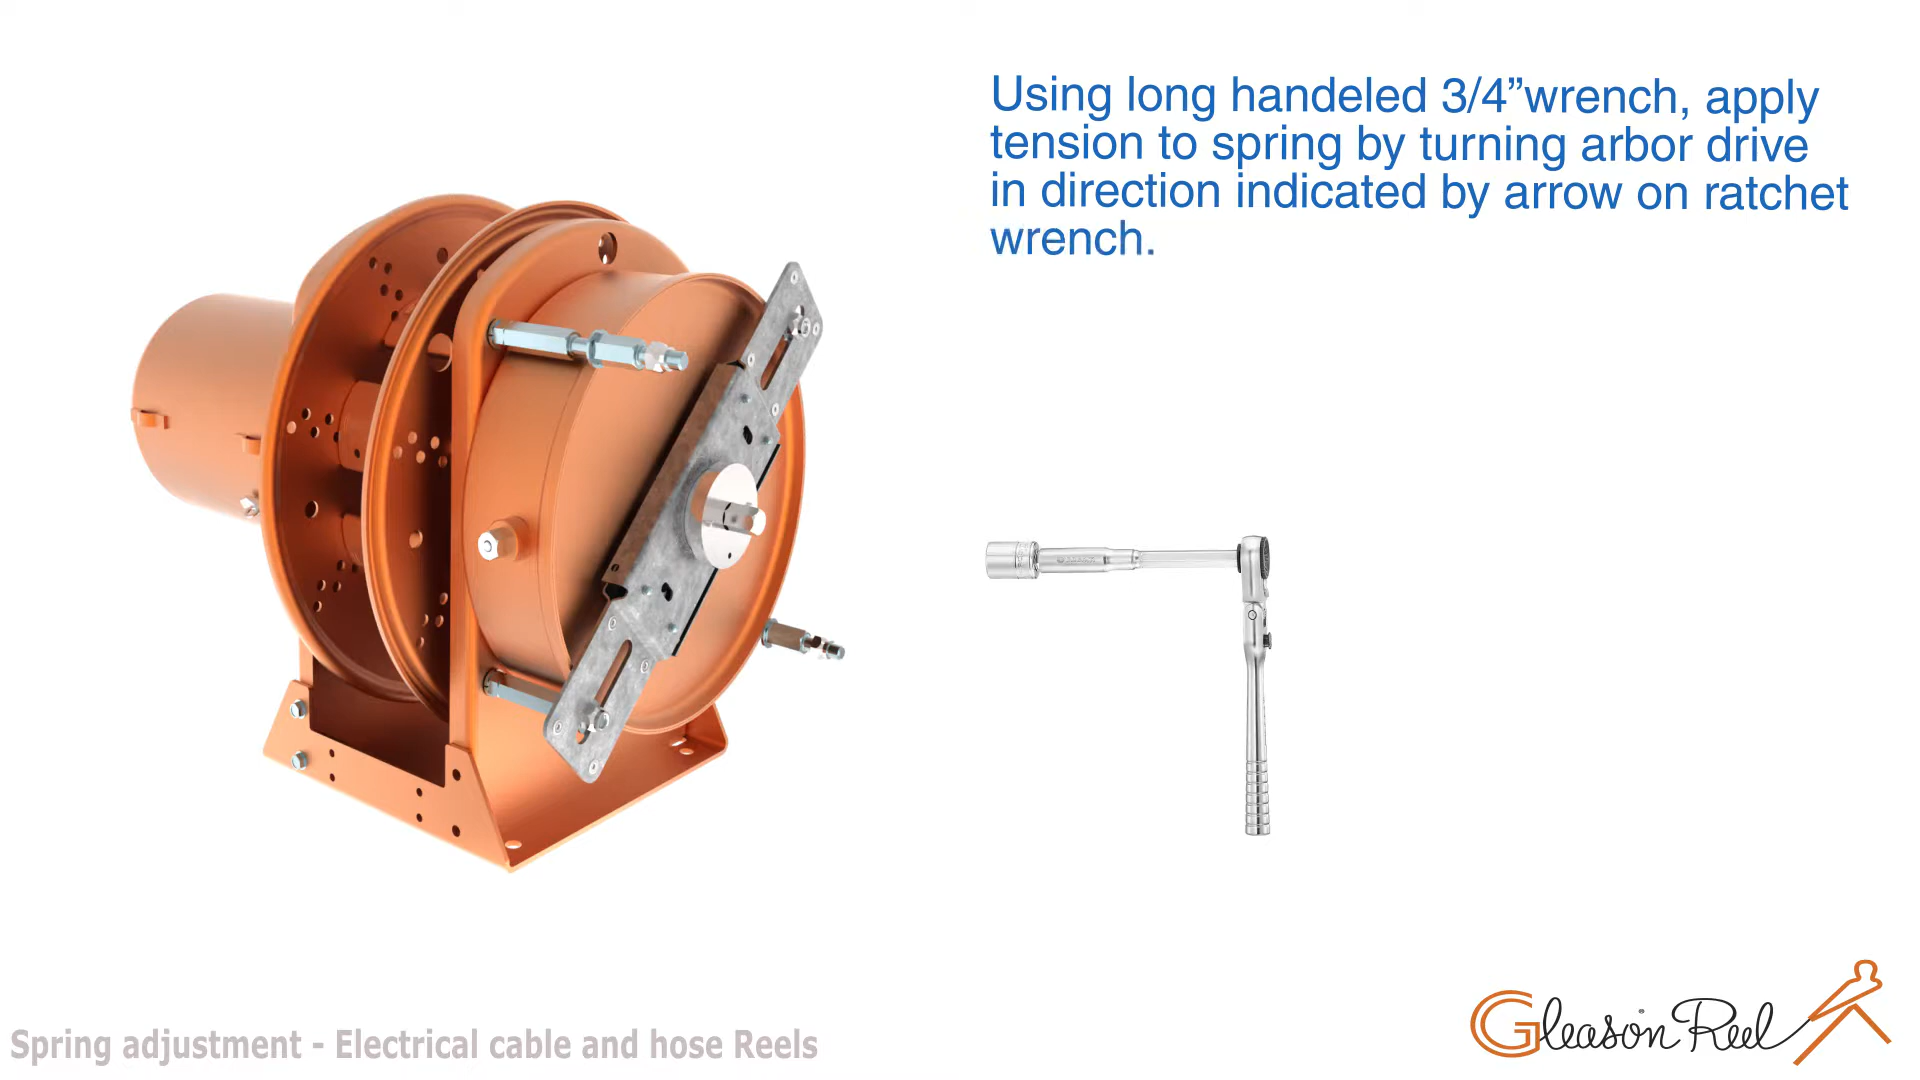 Using long handeled 3/4”wrench, apply
tension to spring by turning arbor drive
in direction indicated by arrow on ratchet
wrench.
Spring adjustment - Electrical cable and hose Reels
Gleason Reel